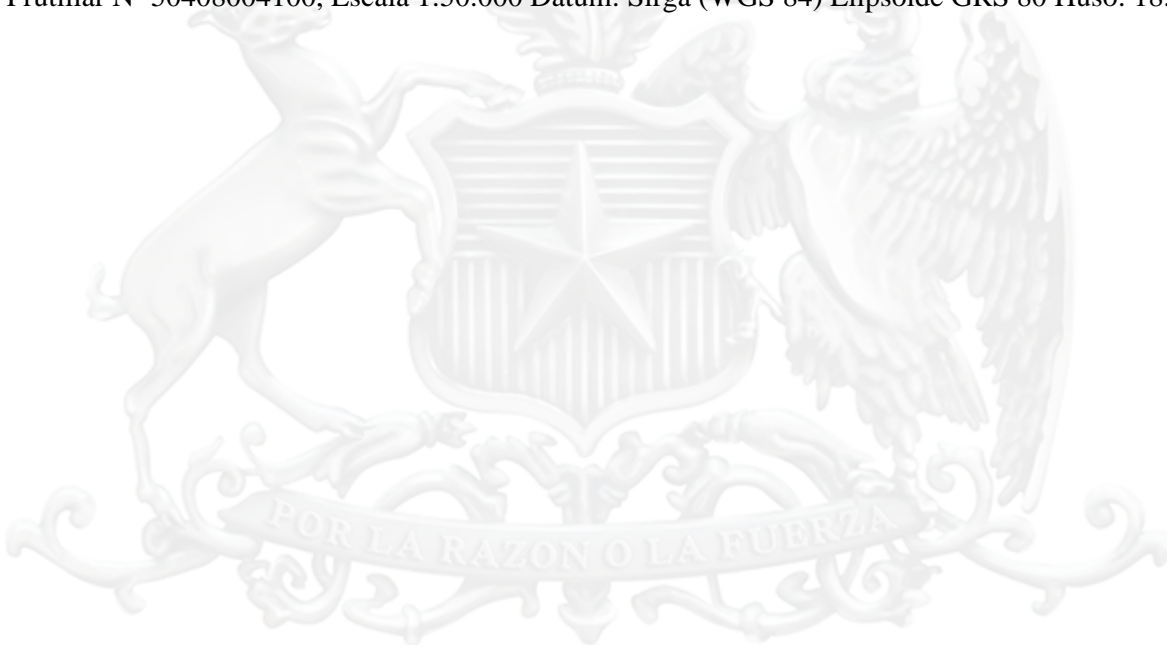 Frutillar N° 50408004100, Escala 1:50.000 Datum: Sirga (WGS 84) Elipsoide GRS 80 Huso: 18.
POR LA RAZON O LA FUERZA